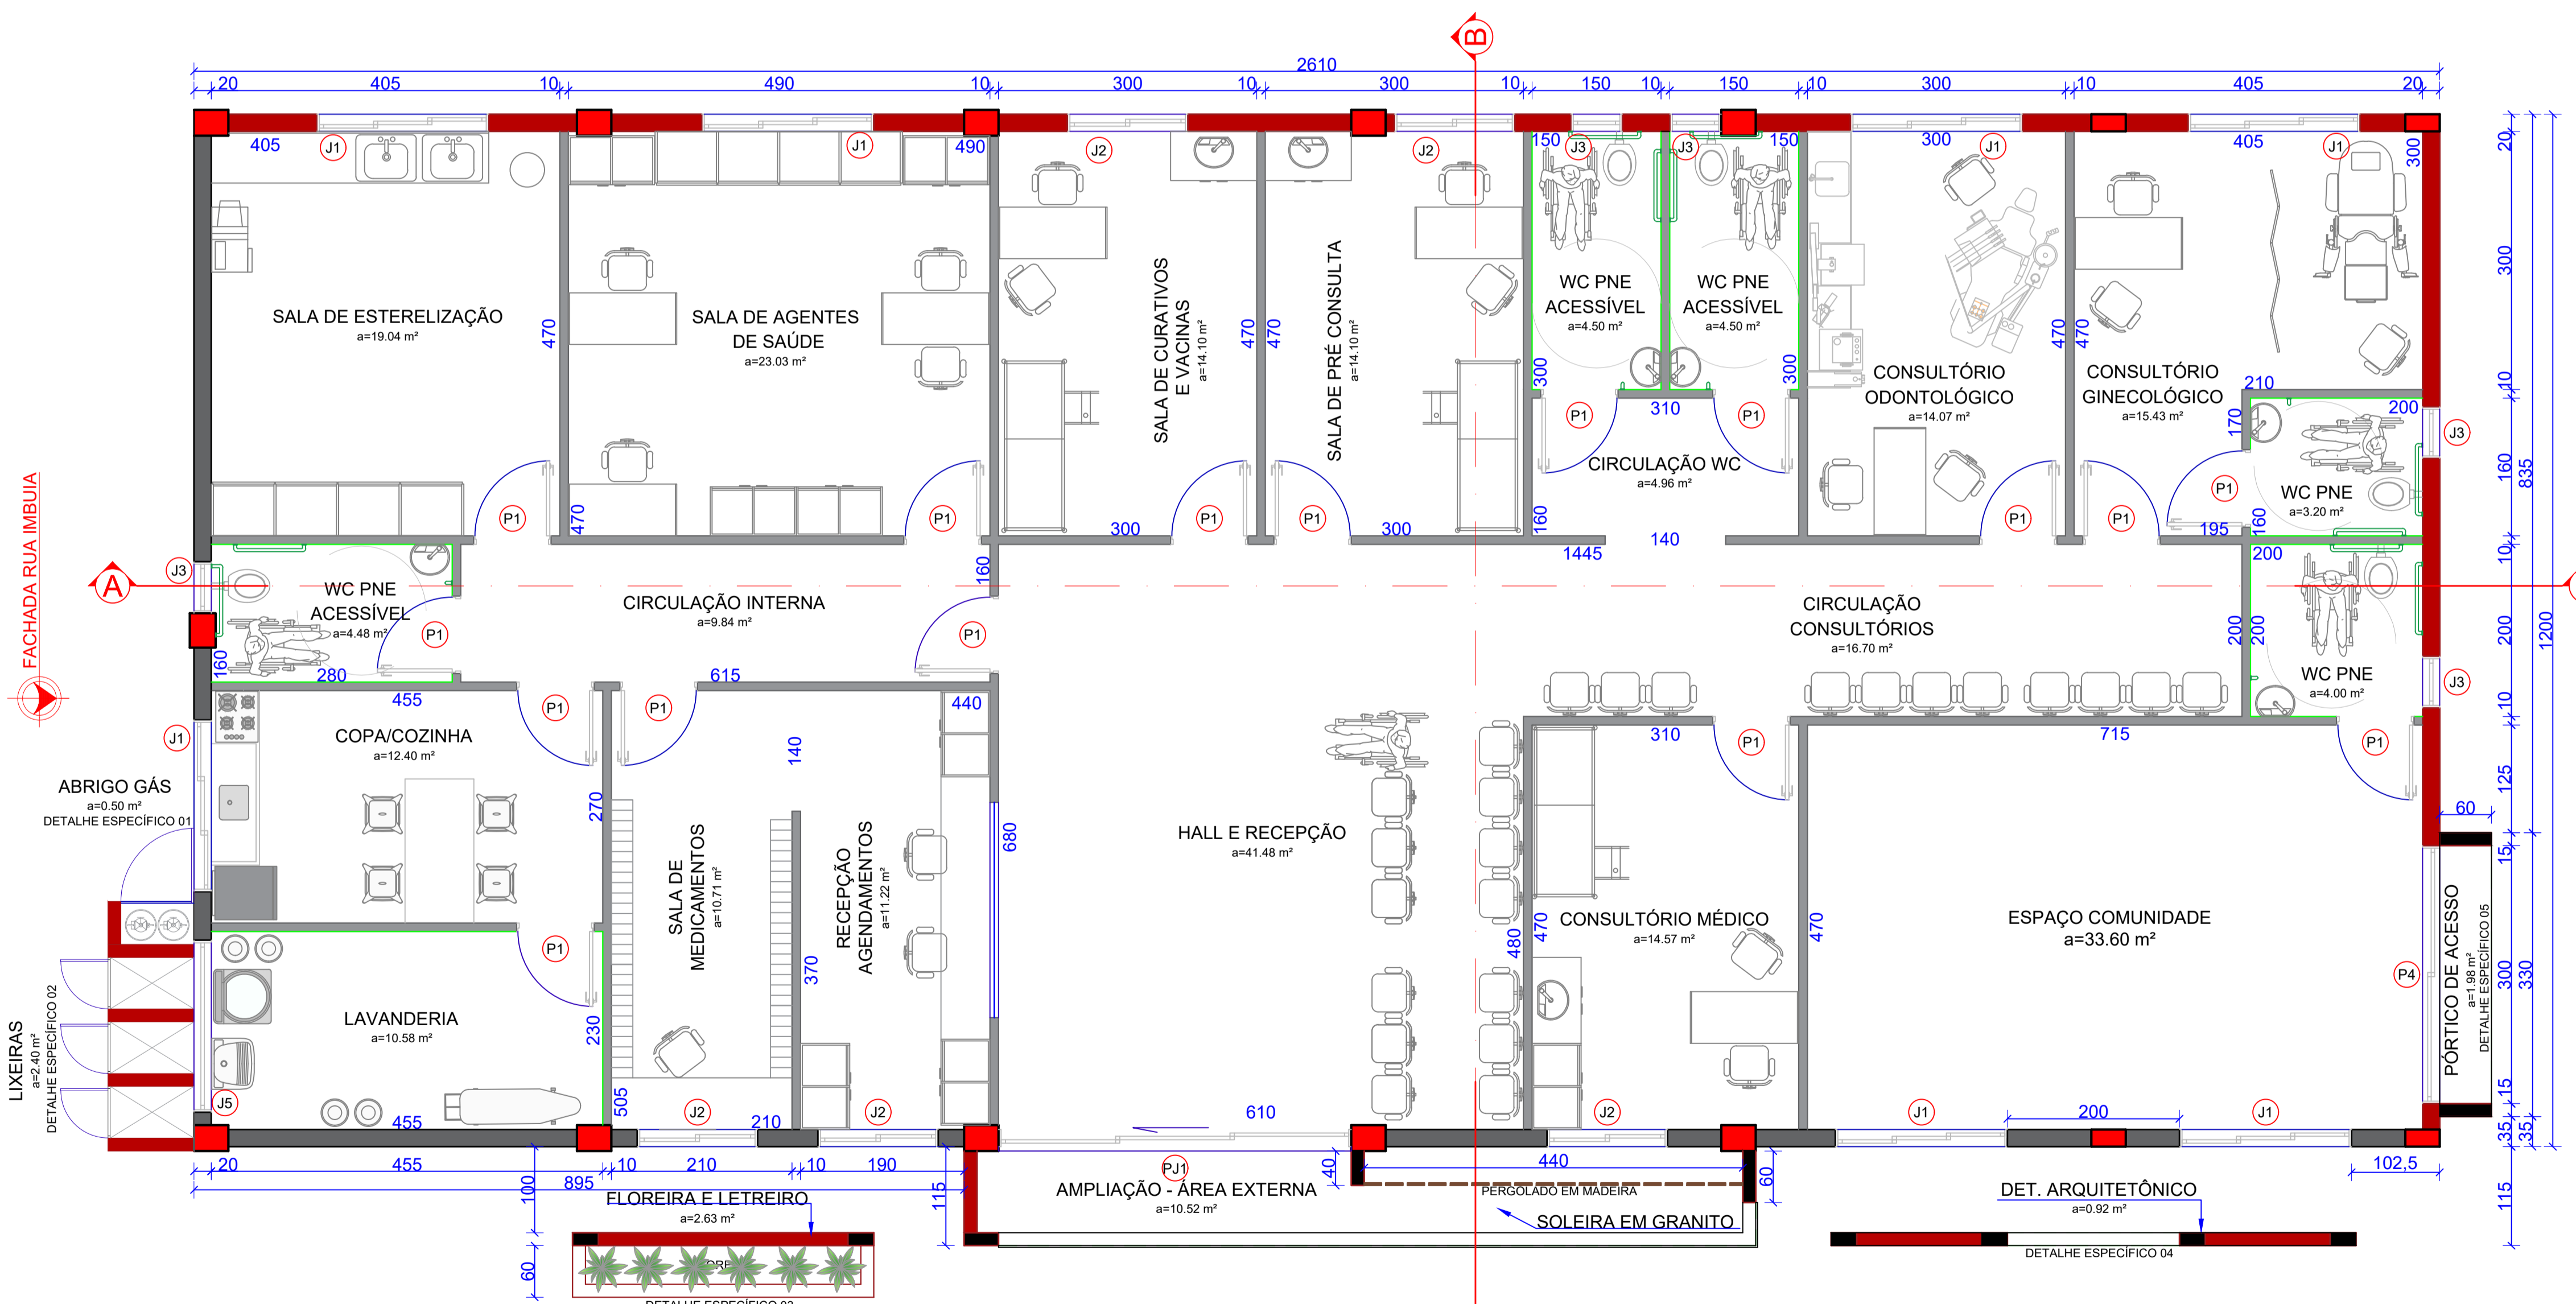 B
2610
20
405
10
490
10
300
10
300
10
150
10
150
10
300
10
405
20
405
J1
J1
490
J2
J2
150
J3
J3
150
300
J1
405
J1
300
20
SALA DE ESTERELIZAÇÃO
a=19.04 m²
470
SALA DE AGENTES
DE SAÚDE
a=23.03 m²
470
SALA DE CURATIVOS
E VACINAS
a=14.10 m²
470
470
SALA DE PRÉ CONSULTA
a=14.10 m²
WC PNE
ACESSÍVEL
a=4.50 m²
300
WC PNE
ACESSÍVEL
a=4.50 m²
300
CONSULTÓRIO
ODONTOLÓGICO
a=14.07 m²
470
470
CONSULTÓRIO
GINECOLÓGICO
a=15.43 m²
210
300
10
P1
310
P1
CIRCULAÇÃO WC
a=4.96 m²
160
140
170
200
J3
P1
WC PNE
a=3.20 m²
195
160
160
835
P1
P1
P1
300
P1
300
P1
P1
1445
FACHADA RUA IMBUIA
A
J3
WC PNE
ACESSÍVEL
a=4.48 m²
160
280
P1
CIRCULAÇÃO INTERNA
a=9.84 m²
160
P1
615
CIRCULAÇÃO
CONSULTÓRIOS
a=16.70 m²
200
200
200
WC PNE
a=4.00 m²
J3
10
200
10
1200
455
P1
P1
440
J1
COPA/COZINHA
a=12.40 m²
270
140
310
P1
715
P1
125
60
ABRIGO GÁS
a=0.50 m²
DETALHE ESPECÍFICO 01
SALA DE
MEDICAMENTOS
a=10.71 m²
RECEPÇÃO
AGENDAMENTOS
a=11.22 m²
370
680
HALL E RECEPÇÃO
a=41.48 m²
480
470
CONSULTÓRIO MÉDICO
a=14.57 m²
470
ESPAÇO COMUNIDADE
a=33.60 m²
P4
PÓRTICO DE ACESSO
a=1.98 m²
DETALHE ESPECÍFICO 05
15
300
330
15
LIXEIRAS
a=2.40 m²
DETALHE ESPECÍFICO 02
P1
LAVANDERIA
a=10.58 m²
230
J5
455
505
J2
210
J2
610
J2
J1
200
J1
35
35
20
455
10
210
10
190
895
100
115
PJ1
40
440
60
102,5
115
AMPLIAÇÃO - ÁREA EXTERNA
a=10.52 m²
PERGOLADO EM MADEIRA
SOLEIRA EM GRANITO
FLOREIRA E LETREIRO
a=2.63 m²
60
DET. ARQUITETÔNICO
a=0.92 m²
DETALHE ESPECÍFICO 04
DETALHE ESPECÍFICO 03